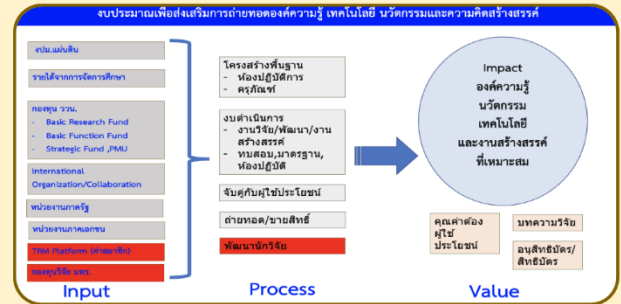 งบประมาณเพื่อส่งเสริมการถ่ายทอดองค์ความรู้ เทคโนโลยี นวัตกรรมและความคิดสร้างสรรค์
งปม.แผ่นดิน
รายได้จากการจัดการศึกษา
กองทุน ววน.
- Basic Research Fund
- Basic Function Fund
- Strategic Fund ,PMU
International
Organization/Collaboration
หน่วยงานภาครัฐ
หน่วยงานภาคเอกชน
TRM Platform (ค่าสมาชิก)
กองทุนวิจัย มทร.
Input
โครงสร้างพื้นฐาน
- ห้องปฏิบัติการ
- ครุภัณฑ์
งบดำเนินการ
- งานวิจัย/พัฒนา/งาน
สร้างสรรค์
- ทบสอบ,มาตรฐาน,
ห้องปฏิบัติ
จับคู่กับผู้ใช้ประโยชน์
ถ่ายทอด/ขายสิทธิ์
พัฒนานักวิจัย
Process
Impact
องค์ความรู้
นวัตกรรม
เทคโนโลยี
และงานสร้างสรรค์
ที่เหมาะสม
คุณค่าต้อง
ผู้ใช้
ประโยชน์
บทความวิจัย
อนุสิทธิบัตร/
สิทธิบัตร
Value